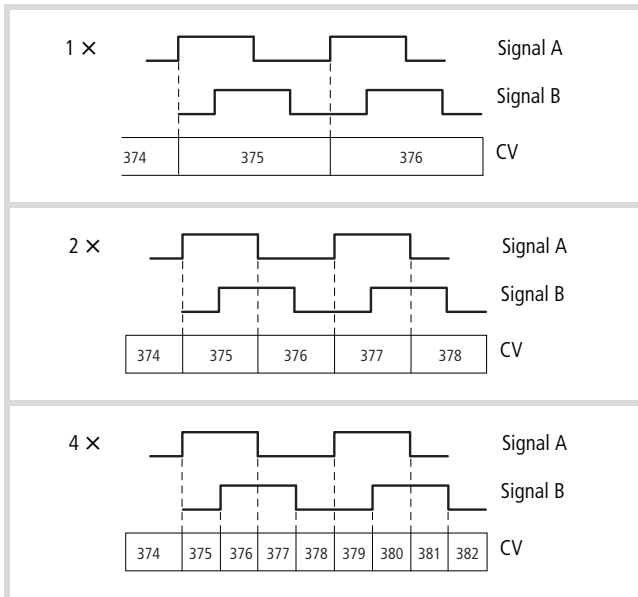 1 × Signal A
Signal B
374 375 376 CV
2 × Signal A
Signal B
374 375 376 377 378 CV
4 × Signal A
Signal B
374 375 376 377 378 379 380 381 382 CV